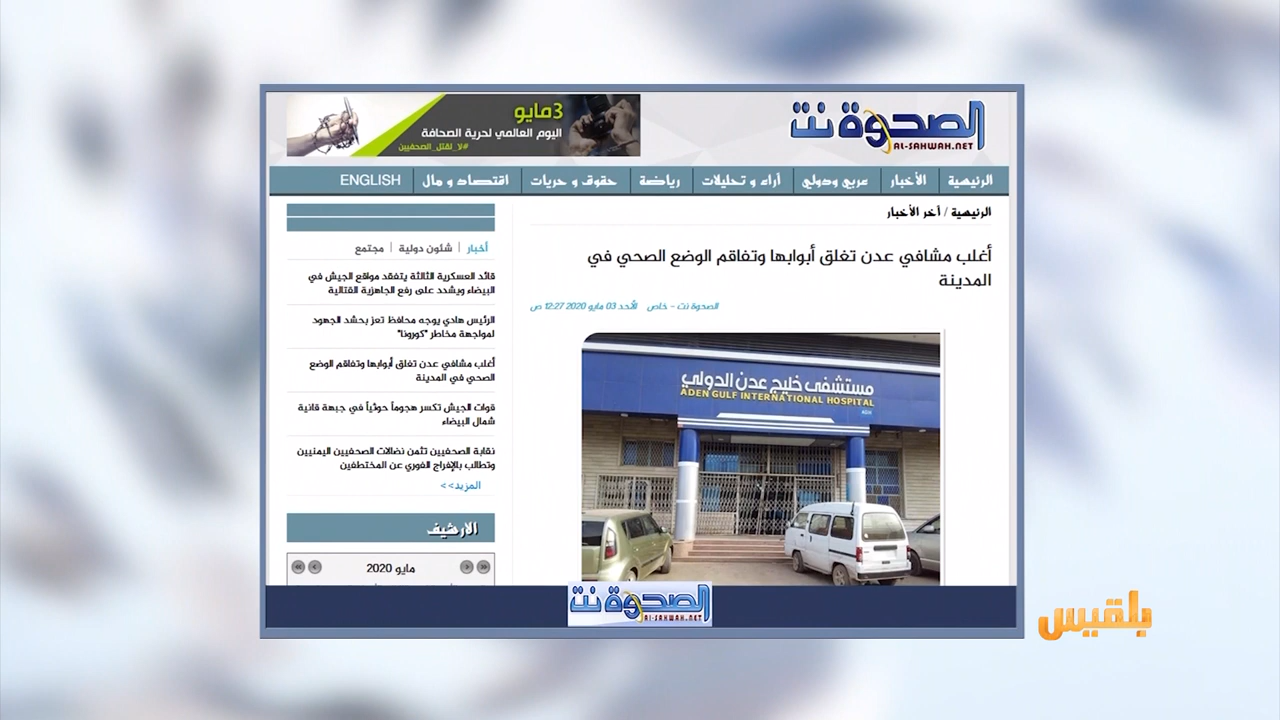 3مايو
اليوم العالمي لحرية الصحافة
#لا_لقتل_الصحفيين
الصحوة نت
AL-SAHWAH.NET
الرئيسية
الأخبار
عربي ودولي
أراء و تحليلات
رياضة
حقوق و حريات
اقتصاد و مال
ENGLISH
الرئيسية / آخر الأخبار
أغلب مشافي عدن تغلق أبوابها وتفاقم الوضع الصحي في
المدينة
الصحوة نت - خاص الأحد 03 مايو 2020 12:27 ص
مستشفى خليج عدن الدولي
ADEN GULF INTERNATIONAL HOSPITAL
أخبار | شئون دولية | مجتمع
قائد العسكرية الثالثة يتفقد مواقع الجيش في
البيضاء ويشدد على رفع الجاهزية القتالية
الرئيس هادي يوجه محافظ تعز بحشد الجهود
لمواجهة مخاطر "كورونا"
أغلب مشافي عدن تغلق أبوابها وتفاقم الوضع
الصحي في المدينة
قوات الجيش تكسر هجوماً حوثياً في جبهة قانية
شمال البيضاء
نقابة الصحفيين تثمن نضالات الصحفيين اليمنيين
وتطالب بالإفراج الفوري عن المختطفين
المزيد>>
الارشيف
مايو 2020
الصحوة نت
AL-SAHWAH.NET
بلقيس